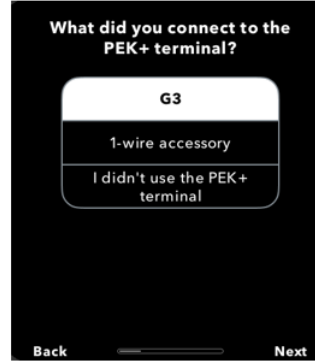 What did you connect to the
PEK+ terminal?
G3
1-wire accessory
I didn't use the PEK+
terminal
Back
Next